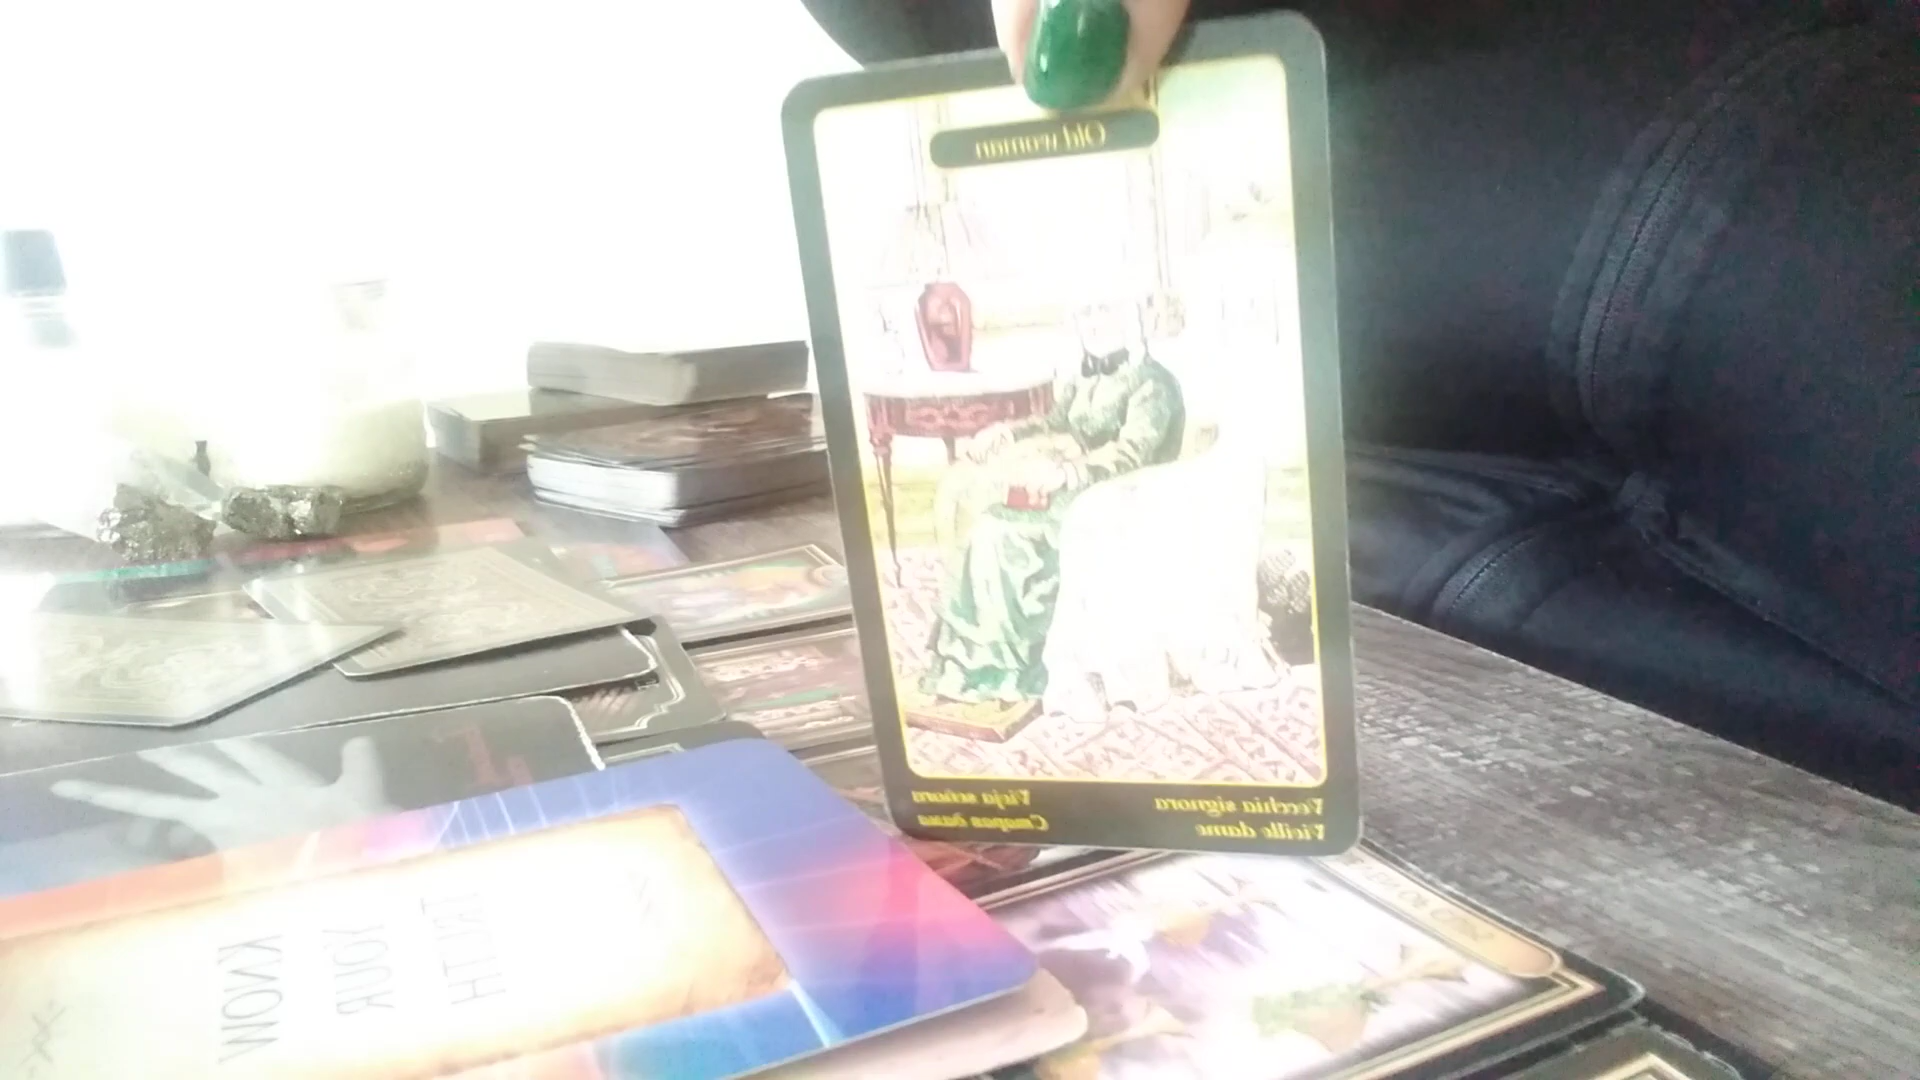 Old woman
Vecchia signora
Vieja señora
Vieille dame
Старая дама
KNOW
YOUR
TRUTH